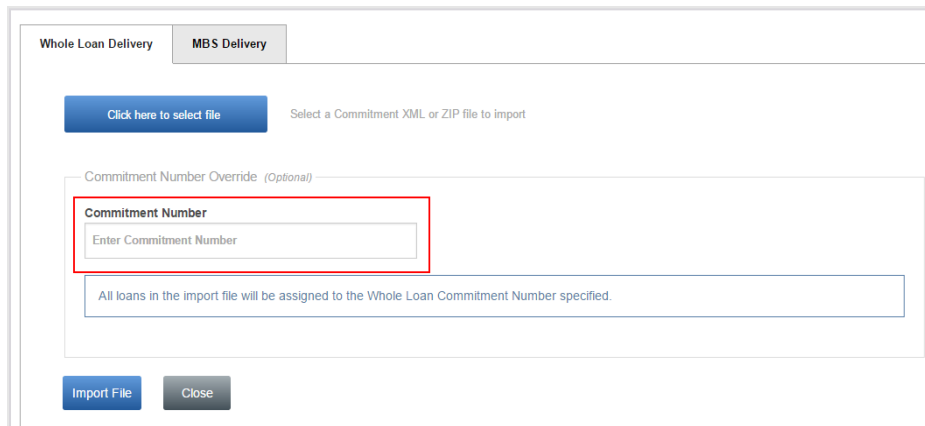 Whole Loan Delivery
MBS Delivery
Click here to select file
Select a Commitment XML or ZIP file to import
Commitment Number Override (Optional)
Commitment Number
Enter Commitment Number
All loans in the import file will be assigned to the Whole Loan Commitment Number specified.
Import File
Close